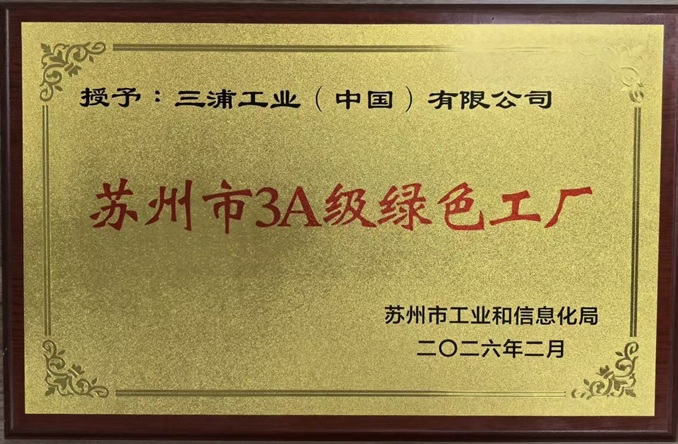 授予：三浦工业（中国）有限公司
苏州市3A级绿色工厂
苏州市工业和信息化局
二〇二六年二月